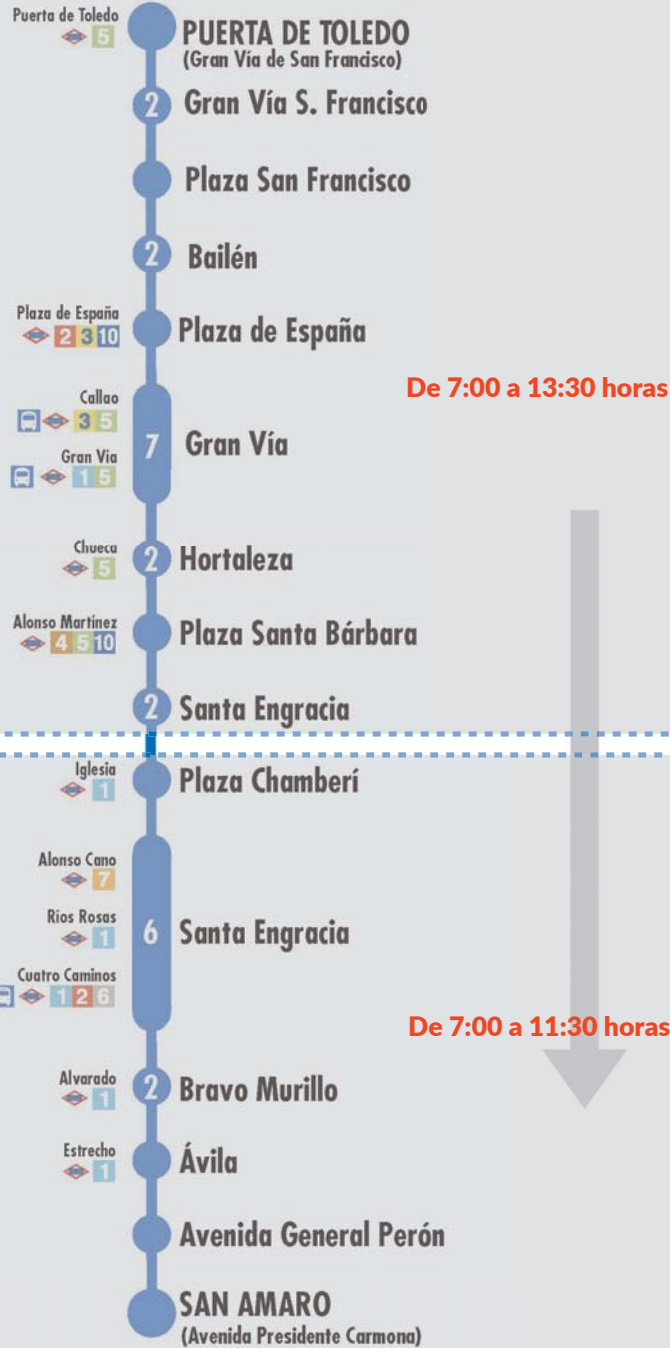 Puerta de Toledo
5
PUERTA DE TOLEDO
(Gran Vía de San Francisco)
2 Gran Vía S. Francisco
Plaza San Francisco
2 Bailén
Plaza de España
2 3 10
Plaza de España
De 7:00 a 13:30 horas
Callao
3 5
Gran Via
1 5
7 Gran Vía
Chueca
5
2 Hortaleza
Alonso Martínez
4 5 10
Plaza Santa Bárbara
2 Santa Engracia
Iglesia
1
Plaza Chamberí
Alonso Cano
7
Ríos Rosas
1
6 Santa Engracia
Cuatro Caminos
1 2 6
De 7:00 a 11:30 horas
Alvarado
1
2 Bravo Murillo
Estrecho
1
Ávila
Avenida General Perón
SAN AMARO
(Avenida Presidente Carmona)